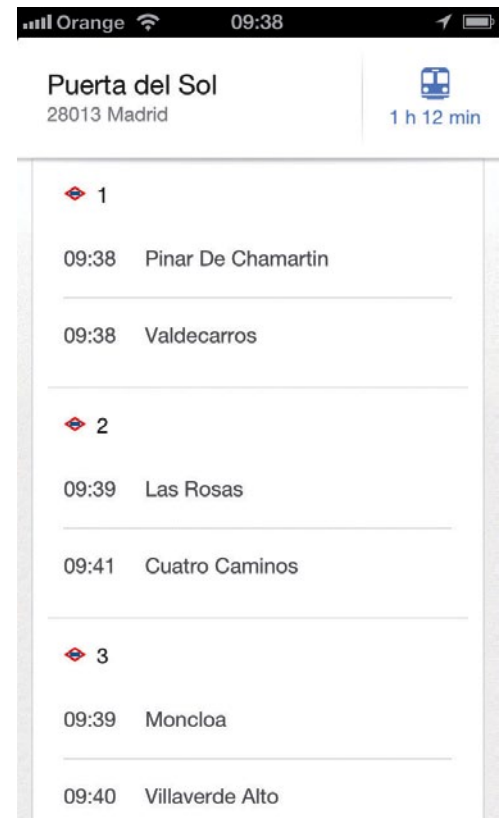 Orange 09:38
Puerta del Sol
28013 Madrid
1 h 12 min
1
09:38 Pinar De Chamartin
09:38 Valdecarros
2
09:39 Las Rosas
09:41 Cuatro Caminos
3
09:39 Moncloa
09:40 Villaverde Alto